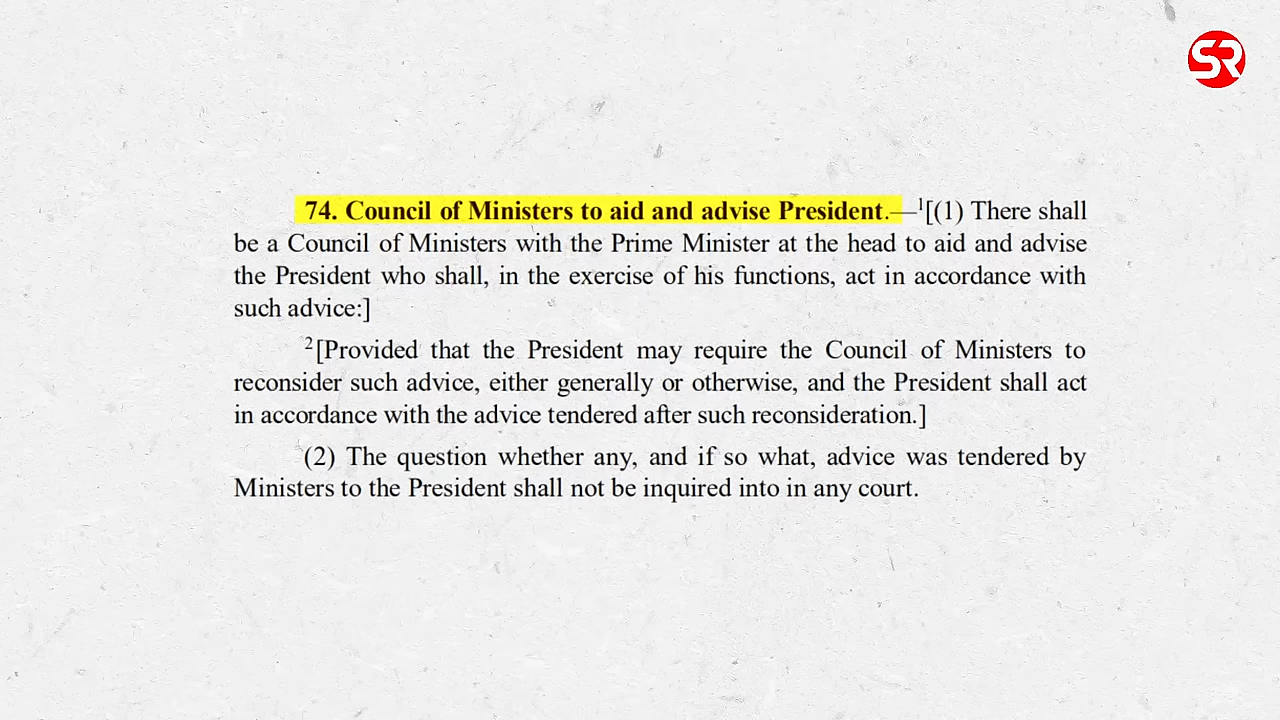 SR
74. Council of Ministers to aid and advise President.—¹[(1) There shall
be a Council of Ministers with the Prime Minister at the head to aid and advise
the President who shall, in the exercise of his functions, act in accordance with
such advice:]
²[Provided that the President may require the Council of Ministers to
reconsider such advice, either generally or otherwise, and the President shall act
in accordance with the advice tendered after such reconsideration.]
(2) The question whether any, and if so what, advice was tendered by
Ministers to the President shall not be inquired into in any court.